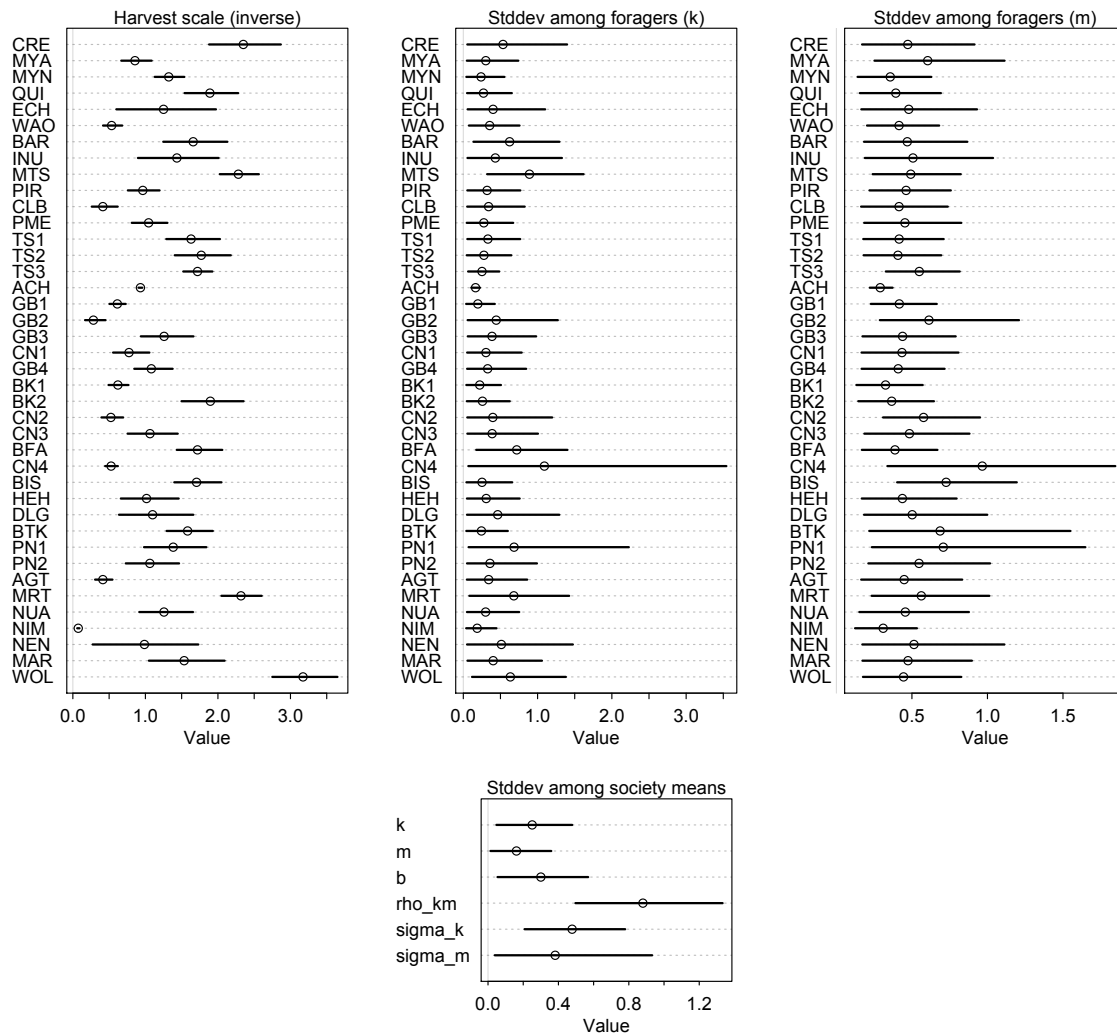 Harvest scale (inverse)
CRE
MYA
MYN
QUI
ECH
WAO
BAR
INU
MTS
PIR
CLB
PME
TS1
TS2
TS3
ACH
GB1
GB2
GB3
CN1
GB4
BK1
BK2
CN2
CN3
BFA
CN4
BIS
HEH
DLG
BTK
PN1
PN2
AGT
MRT
NUA
NIM
NEN
MAR
WOL
0.0 1.0 2.0 3.0
Value
Stddev among foragers (k)
CRE
MYA
MYN
QUI
ECH
WAO
BAR
INU
MTS
PIR
CLB
PME
TS1
TS2
TS3
ACH
GB1
GB2
GB3
CN1
GB4
BK1
BK2
CN2
CN3
BFA
CN4
BIS
HEH
DLG
BTK
PN1
PN2
AGT
MRT
NUA
NIM
NEN
MAR
WOL
0.0 1.0 2.0 3.0
Value
Stddev among foragers (m)
CRE
MYA
MYN
QUI
ECH
WAO
BAR
INU
MTS
PIR
CLB
PME
TS1
TS2
TS3
ACH
GB1
GB2
GB3
CN1
GB4
BK1
BK2
CN2
CN3
BFA
CN4
BIS
HEH
DLG
BTK
PN1
PN2
AGT
MRT
NUA
NIM
NEN
MAR
WOL
0.5 1.0 1.5
Value
Stddev among society means
k
m
b
rho_km
sigma_k
sigma_m
0.0 0.4 0.8 1.2
Value